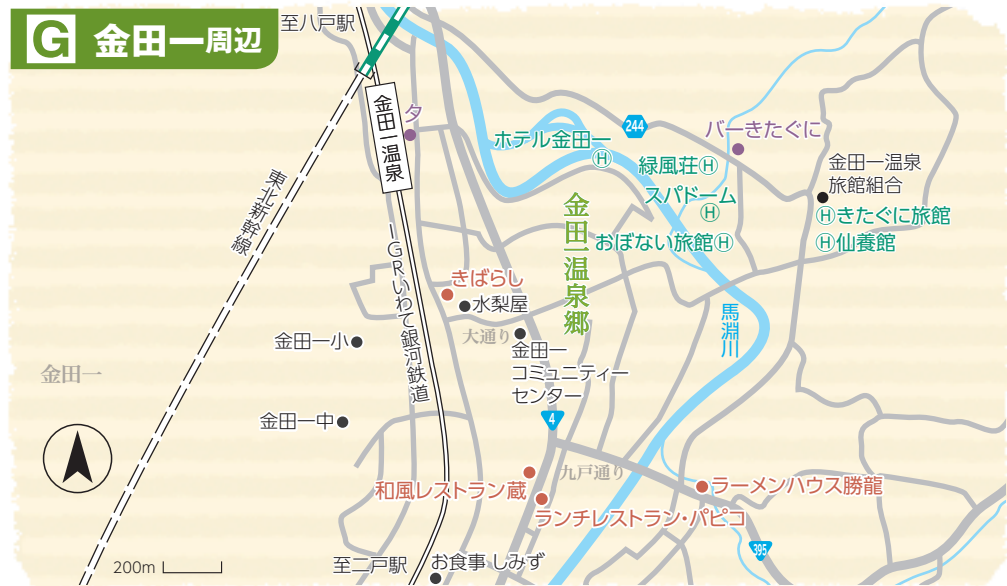 G 金田一周辺
至八戸駅
金田一温泉
夕
東北新幹線
IGRいわて銀河鉄道
ホテル金田一
H
244
バーきたぐに
緑風荘H
スパドーム
H
おぼない旅館H
金田一温泉
旅館組合
Hきたぐに旅館
H仙養館
金田一温泉郷
馬淵川
きばらし
水梨屋
大通り
金田一
コミュニティー
センター
金田一小
金田一
金田一中
4
九戸通り
和風レストラン蔵
ランチレストラン・パピコ
ラーメンハウス勝龍
395
至二戸駅
お食事 しみず
200m